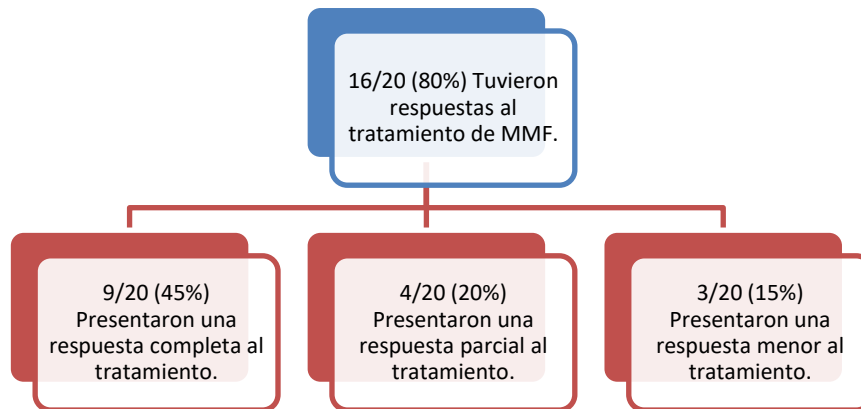 16/20 (80%) Tuvieron
respuestas al
tratamiento de MMF.
9/20 (45%)
Presentaron una
respuesta completa al
tratamiento.
4/20 (20%)
Presentaron una
respuesta parcial al
tratamiento.
3/20 (15%)
Presentaron una
respuesta menor al
tratamiento.